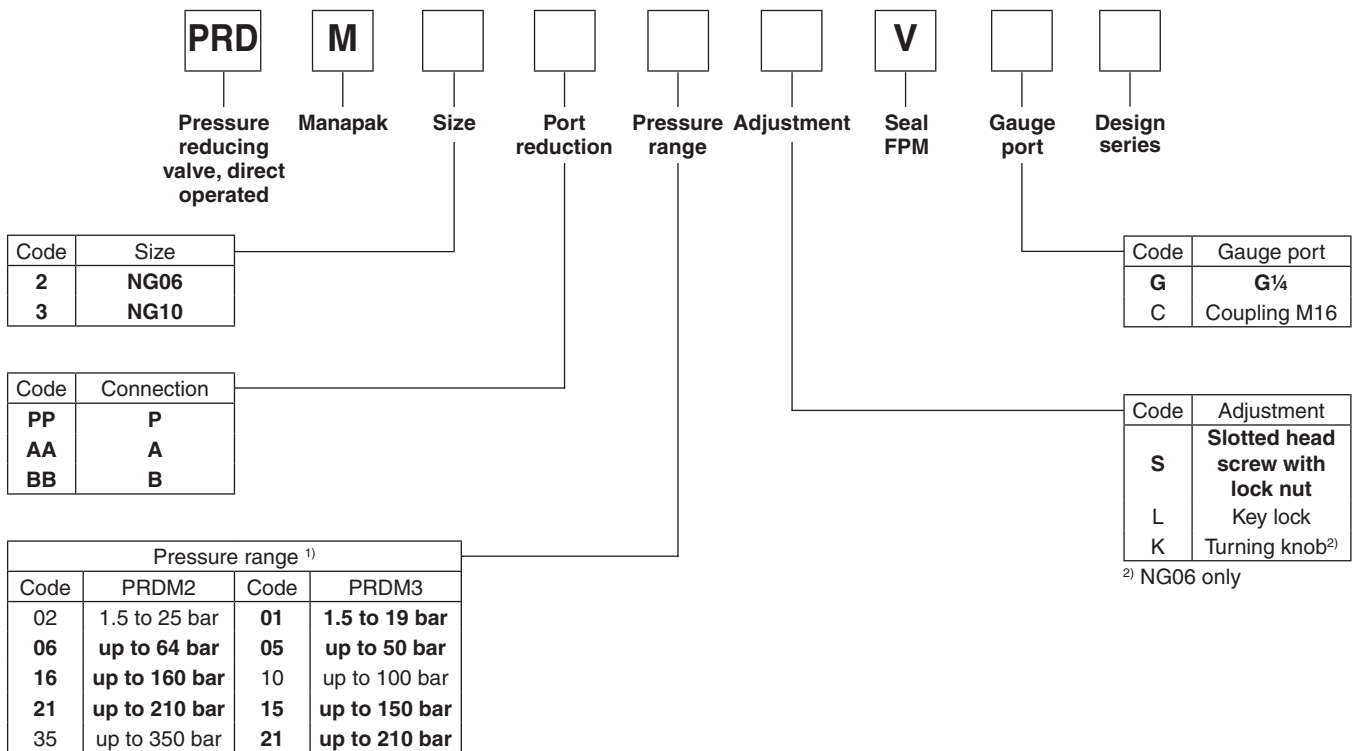 PRD M V
Pressure reducing valve, direct operated
Manapak
Size
Port reduction
Pressure range
Adjustment
Seal FPM
Gauge port
Design series
Code Size
2 NG06
3 NG10
Code Gauge port
G G¼
C Coupling M16
Code Connection
PP P
AA A
BB B
Code Adjustment
S Slotted head screw with lock nut
L Key lock
K Turning knob2)
2) NG06 only
Pressure range 1)
Code PRDM2 Code PRDM3
02 1.5 to 25 bar 01 1.5 to 19 bar
06 up to 64 bar 05 up to 50 bar
16 up to 160 bar 10 up to 100 bar
21 up to 210 bar 15 up to 150 bar
35 up to 350 bar 21 up to 210 bar